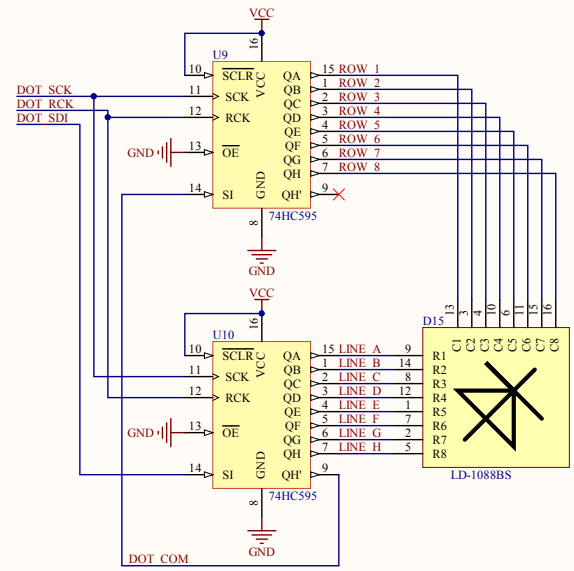 VCC
16
U9
10 SCLR VCC QA 15 ROW 1
DOT SCK 11 SCK QB 1 ROW 2
DOT RCK QC 2 ROW 3
DOT SDI 12 RCK QD 3 ROW 4
QE 4 ROW 5
GND 13 OE QF 5 ROW 6
QG 6 ROW 7
GND QH 7 ROW 8
14 SI QH' 9
8 74HC595
GND
VCC
16
13 3 4 10 6 11 15 16
U10 D15
C1 C2 C3 C4 C5 C6 C7 C8
10 SCLR VCC QA 15 LINE A 9 R1
QB 1 LINE B 14 R2
11 SCK QC 2 LINE C 8 R3
12 RCK QD 3 LINE D 12 R4
QE 4 LINE E 1 R5
GND 13 OE QF 5 LINE F 7 R6
QG 6 LINE G 2 R7
GND QH 7 LINE H 5 R8
14 SI QH' 9 LD-1088BS
8 74HC595
GND
DOT COM